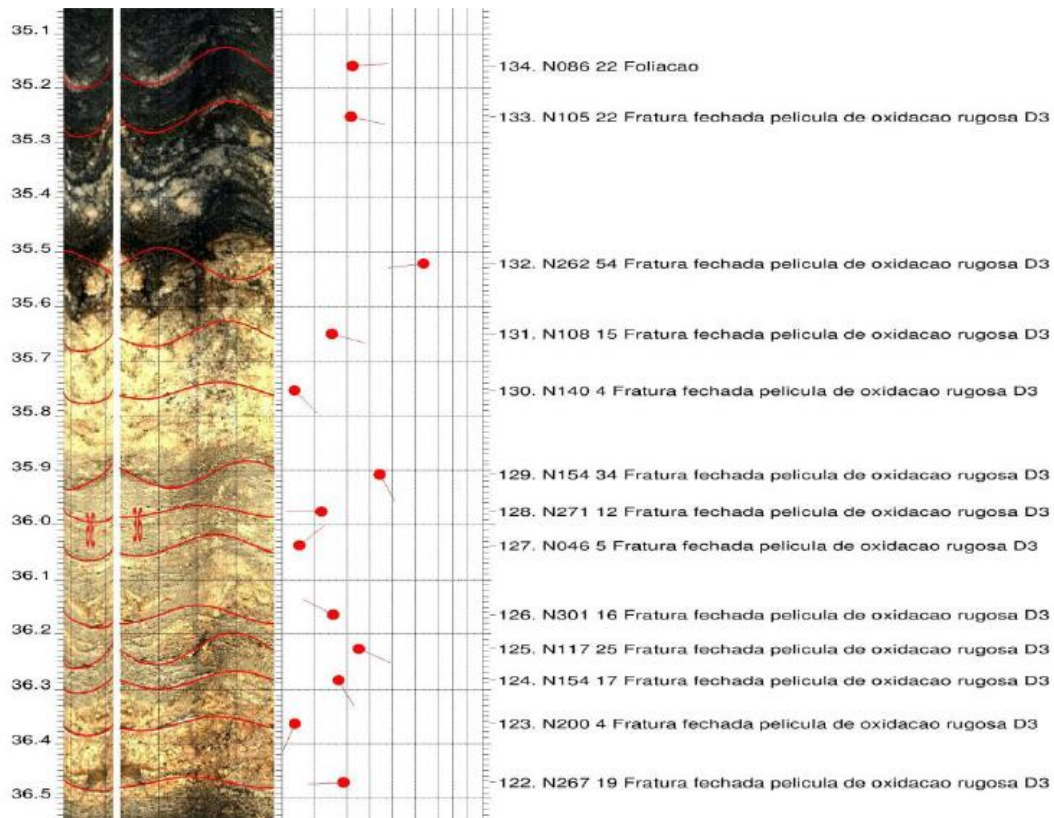 35.1
134. N086 22 Foliacao
35.2
133. N105 22 Fratura fechada pelicula de oxidacao rugosa D3
35.3
35.4
35.5
132. N262 54 Fratura fechada pelicula de oxidacao rugosa D3
35.6
131. N108 15 Fratura fechada pelicula de oxidacao rugosa D3
35.7
130. N140 4 Fratura fechada pelicula de oxidacao rugosa D3
35.8
35.9
129. N154 34 Fratura fechada pelicula de oxidacao rugosa D3
128. N271 12 Fratura fechada pelicula de oxidacao rugosa D3
36.0
127. N046 5 Fratura fechada pelicula de oxidacao rugosa D3
36.1
126. N301 16 Fratura fechada pelicula de oxidacao rugosa D3
36.2
125. N117 25 Fratura fechada pelicula de oxidacao rugosa D3
124. N154 17 Fratura fechada pelicula de oxidacao rugosa D3
36.3
123. N200 4 Fratura fechada pelicula de oxidacao rugosa D3
36.4
122. N267 19 Fratura fechada pelicula de oxidacao rugosa D3
36.5